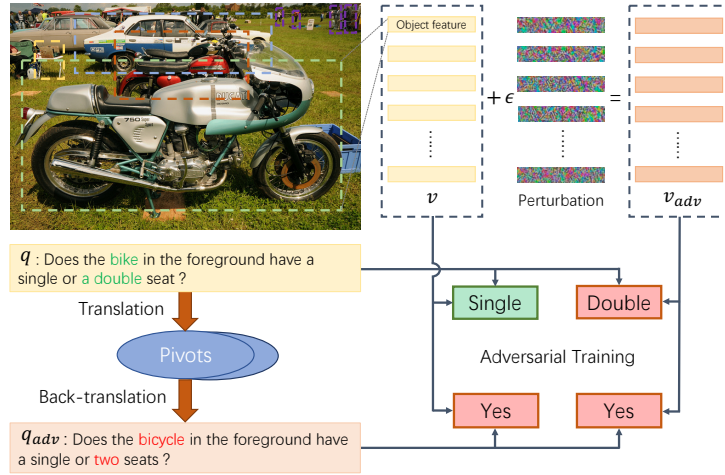 Object feature
+ ϵ
=
v
Perturbation
v_adv
DUCATI
750
Super
Sport
q : Does the bike in the foreground have a
single or a double seat ?
Single
Double
Translation
Pivots
Adversarial Training
Back-translation
Yes
Yes
q_adv : Does the bicycle in the foreground have
a single or two seats ?